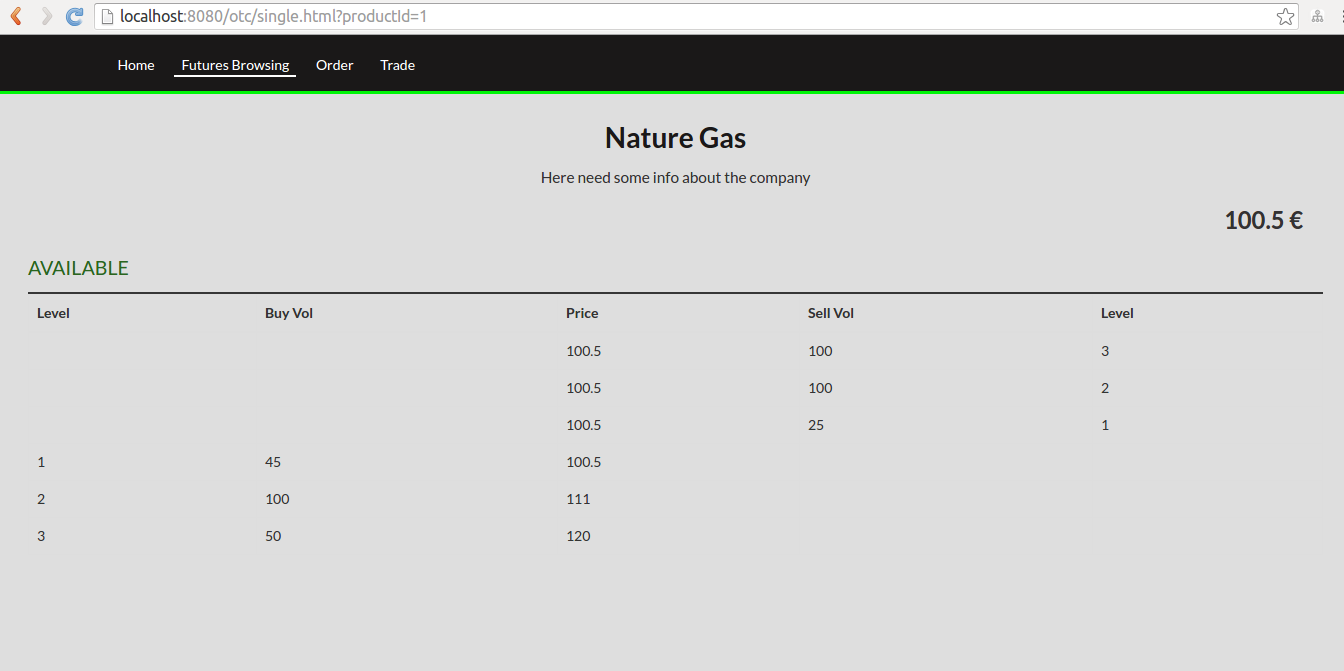 localhost:8080/otc/single.html?productId=1
Home Futures Browsing Order Trade
Nature Gas
Here need some info about the company
100.5 €
AVAILABLE
Level Buy Vol Price Sell Vol Level
100.5 100 3
100.5 100 2
100.5 25 1
1 45 100.5
2 100 111
3 50 120